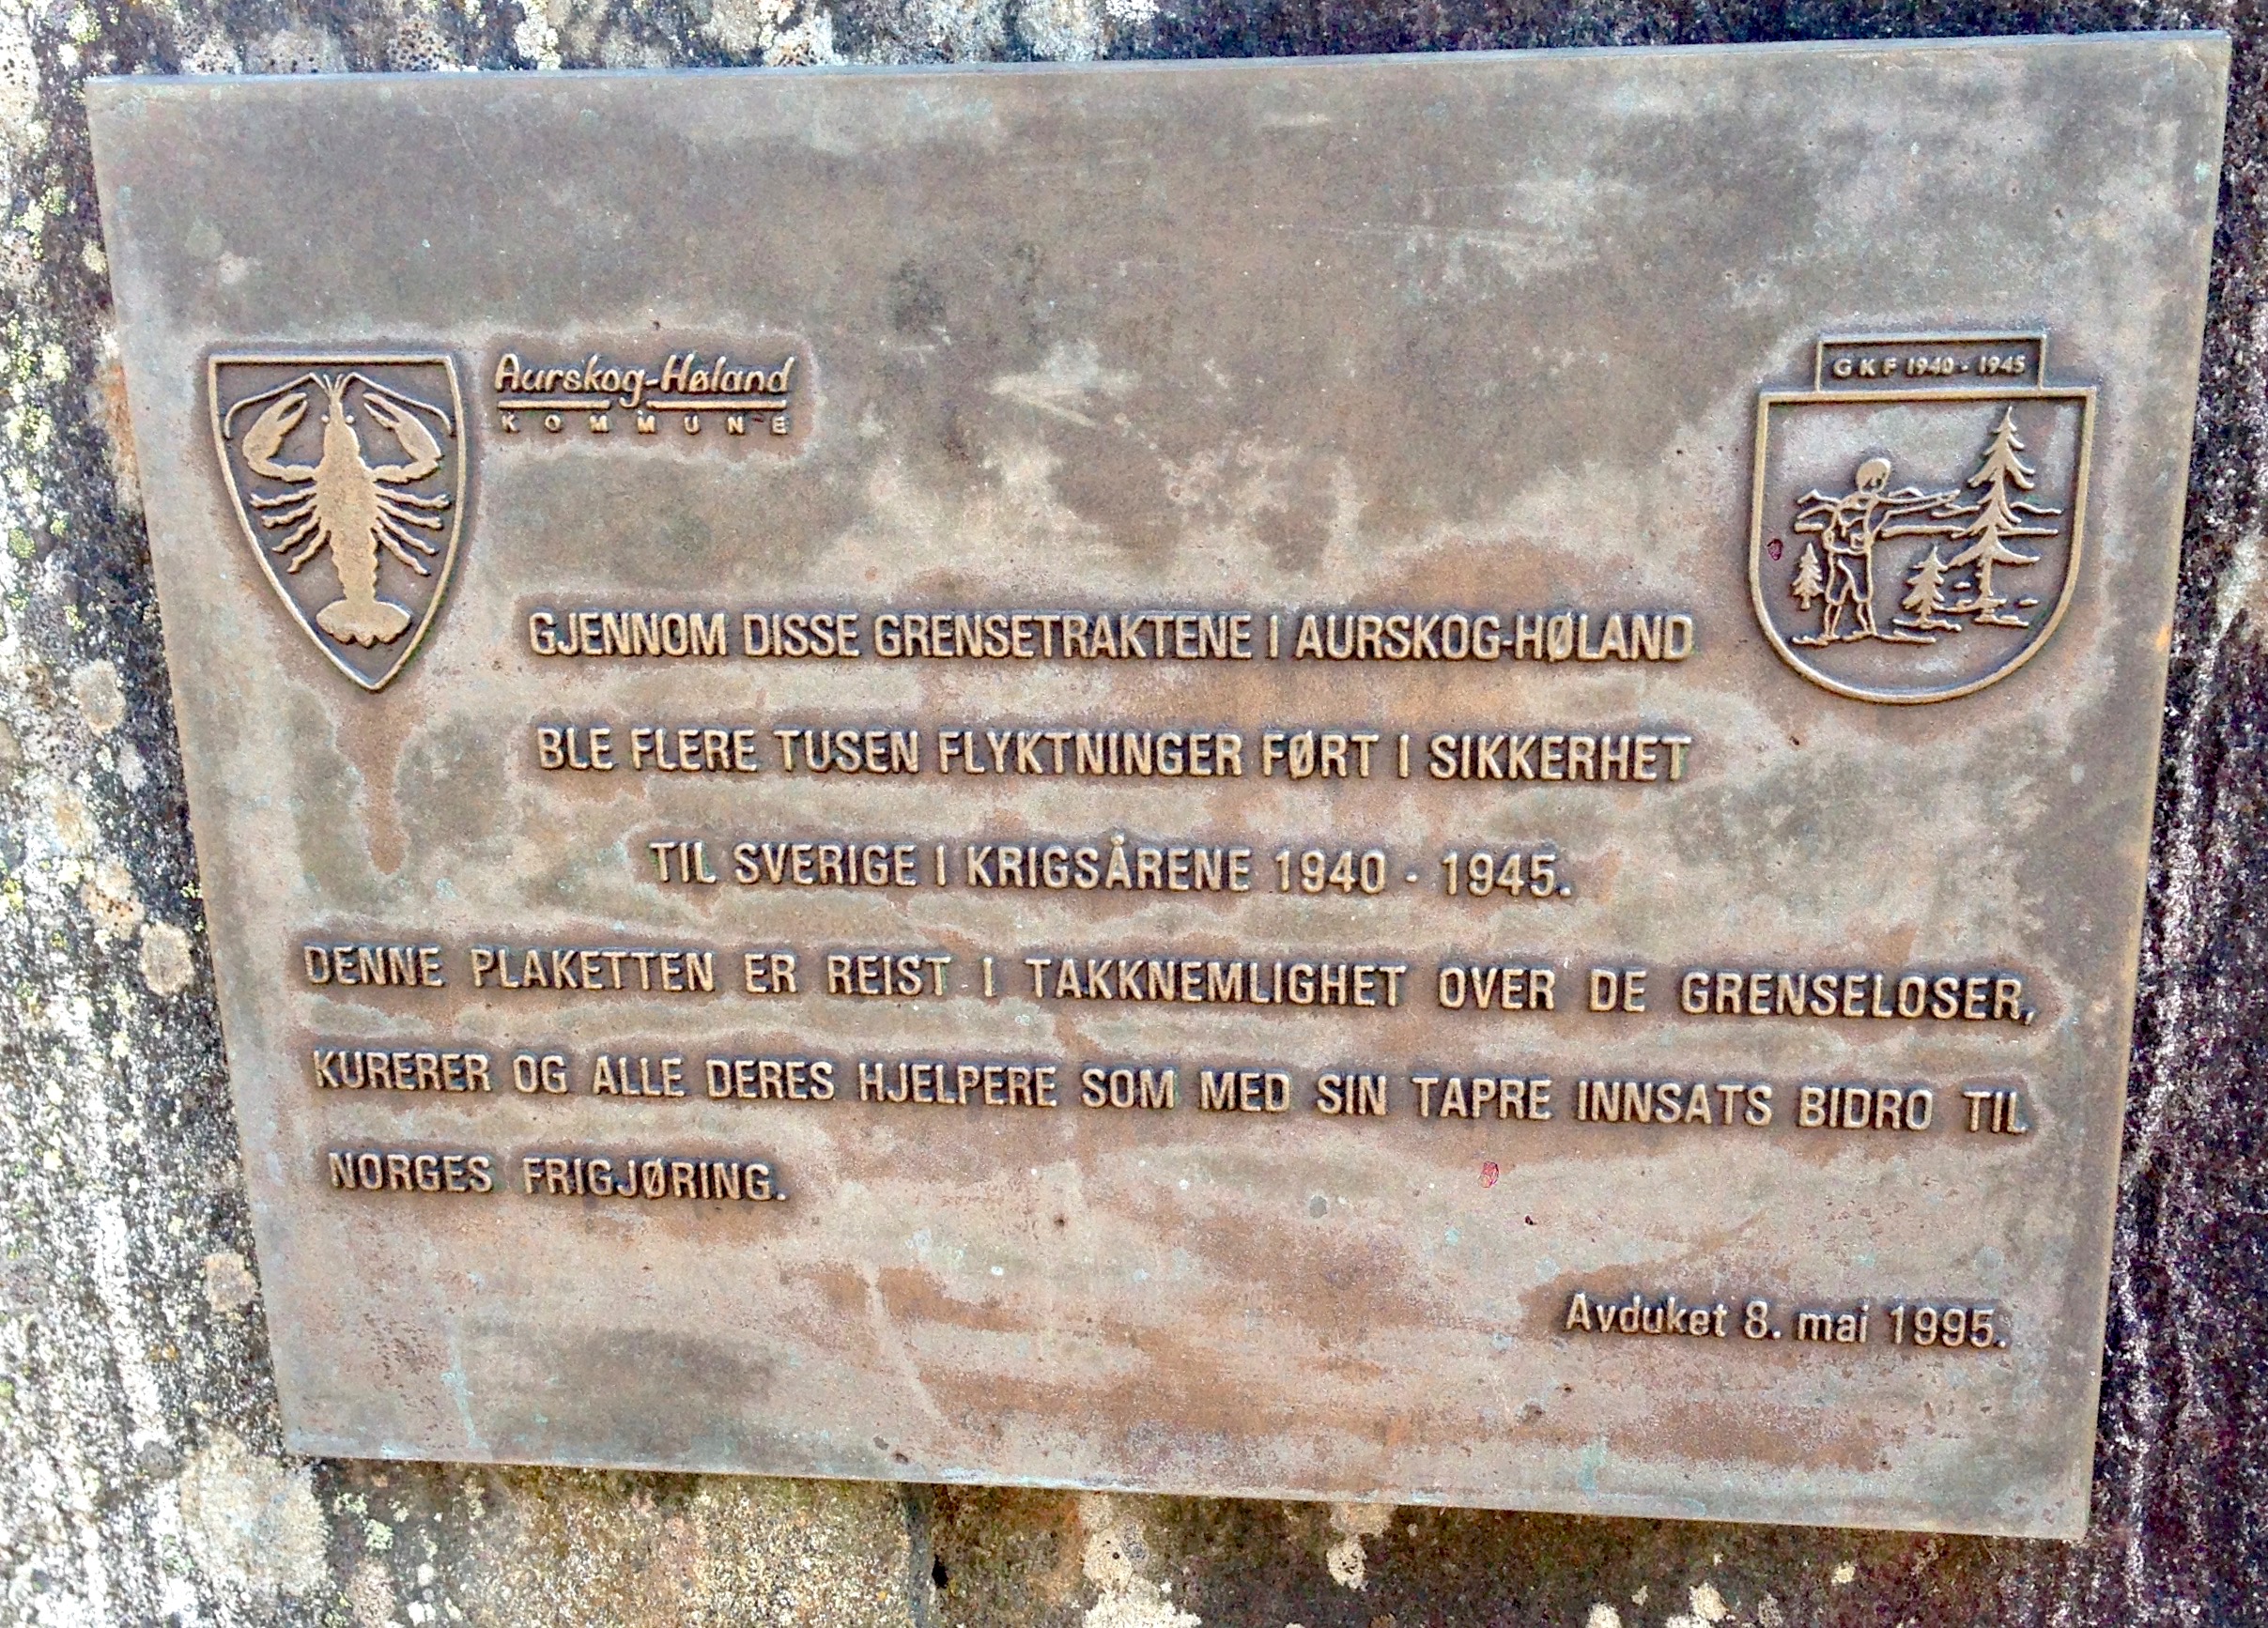 Aurskog-Høland
KOMMUNE
GKF 1940 - 1945
GJENNOM DISSE GRENSETRAKTENE I AURSKOG-HØLAND
BLE FLERE TUSEN FLYKTNINGER FØRT I SIKKERHET
TIL SVERIGE I KRIGSÅRENE 1940 - 1945.
DENNE PLAKETTEN ER REIST I TAKKNEMLIGHET OVER DE GRENSELOSER,
KURERER OG ALLE DERES HJELPERE SOM MED SIN TAPRE INNSATS BIDRO TIL
NORGES FRIGJØRING.
Avduket 8. mai 1995.